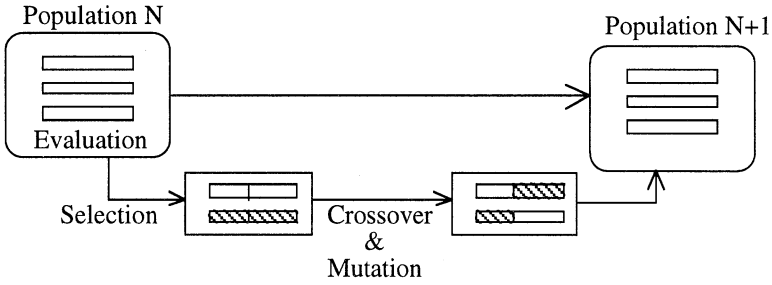 Population N
Population N+1
Evaluation
Selection
Crossover
&
Mutation